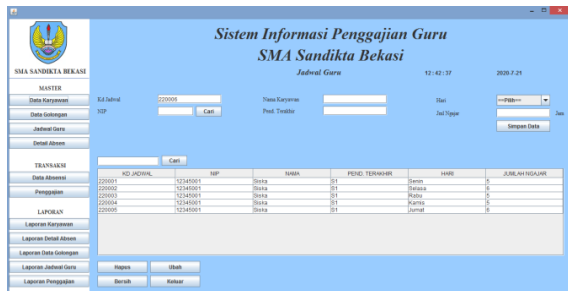 Sistem Informasi Penggajian Guru
SMA Sandikta Bekasi
Jadwal Guru
12:42:37
2020-7-21
SMA SANDIKTA BEKASI
MASTER
Data Karyawan
Data Golongan
Jadwal Guru
Detail Absen
TRANSAKSI
Data Absensi
Penggajian
LAPORAN
Laporan Karyawan
Laporan Detail Absen
Laporan Data Golongan
Laporan Jadwal Guru
Laporan Penggajian
Kd Jadwal 220006 Nama Karyawan Hari ==Pilih==
NIP Cari Pend. Terakhir Jml Ngajar Jam
Simpan Data
Cari
KD JADWAL NIP NAMA PEND. TERAKHIR HARI JUMLAH NGAJAR
220001 12345001 Siska S1 Senin 5
220002 12345001 Siska S1 Selasa 6
220003 12345001 Siska S1 Rabu 5
220004 12345001 Siska S1 Kamis 5
220005 12345001 Siska S1 Jumat 6
Hapus Ubah
Bersih Keluar